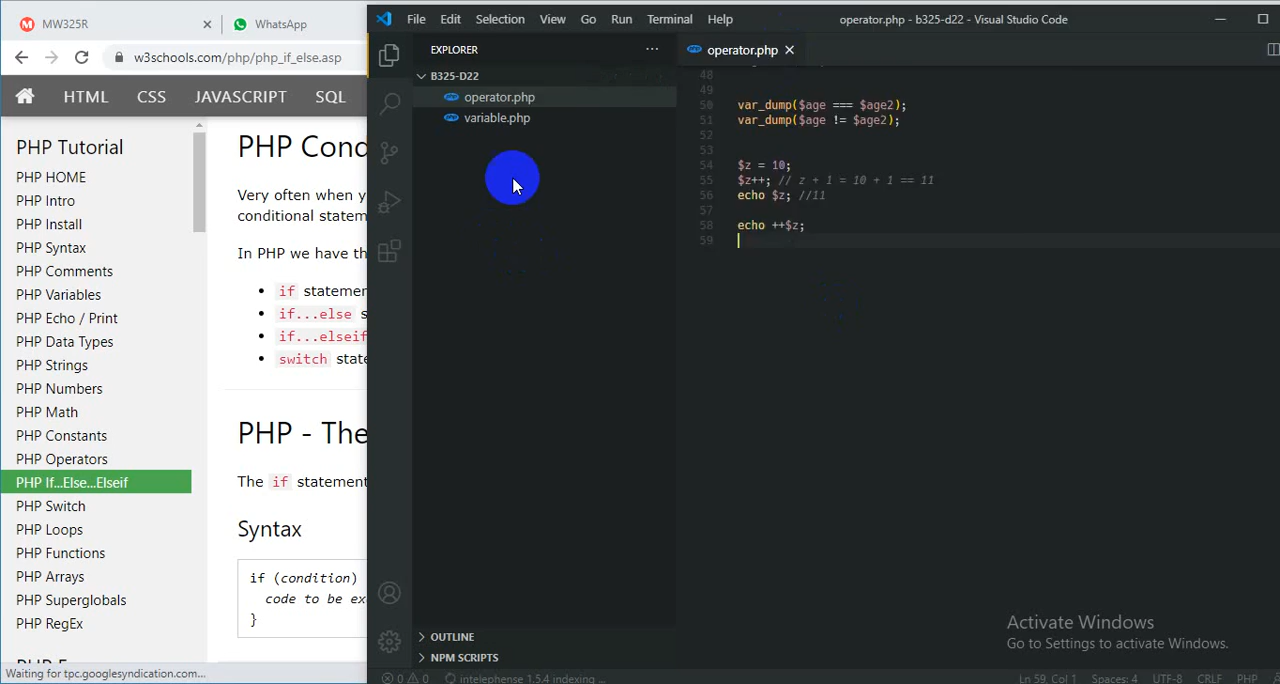 MW325R
WhatsApp
w3schools.com/php/php_if_else.asp
HTML CSS JAVASCRIPT SQL
PHP Tutorial
PHP HOME
PHP Intro
PHP Install
PHP Syntax
PHP Comments
PHP Variables
PHP Echo / Print
PHP Data Types
PHP Strings
PHP Numbers
PHP Math
PHP Constants
PHP Operators
PHP If...Else...Elseif
PHP Switch
PHP Loops
PHP Functions
PHP Arrays
PHP Superglobals
PHP RegEx
Waiting for tpc.googlesyndication.com...
PHP Cond
Very often when y
conditional statem
In PHP we have th
if statemen
if...else s
if...elseif
switch state
PHP - The
The if statement
Syntax
if (condition)
code to be exe
}
File Edit Selection View Go Run Terminal Help
operator.php - b325-d22 - Visual Studio Code
EXPLORER
B325-D22
operator.php
variable.php
OUTLINE
NPM SCRIPTS
operator.php
48
49
50 var_dump($age === $age2);
51 var_dump($age != $age2);
52
53
54 $z = 10;
55 $z++; // z + 1 = 10 + 1 == 11
56 echo $z; //11
57
58 echo ++$z;
59
Activate Windows
Go to Settings to activate Windows.
0 0 intelephense 1.5.4 indexing ...
Ln 59, Col 1 Spaces: 4 UTF-8 CRLF PHP